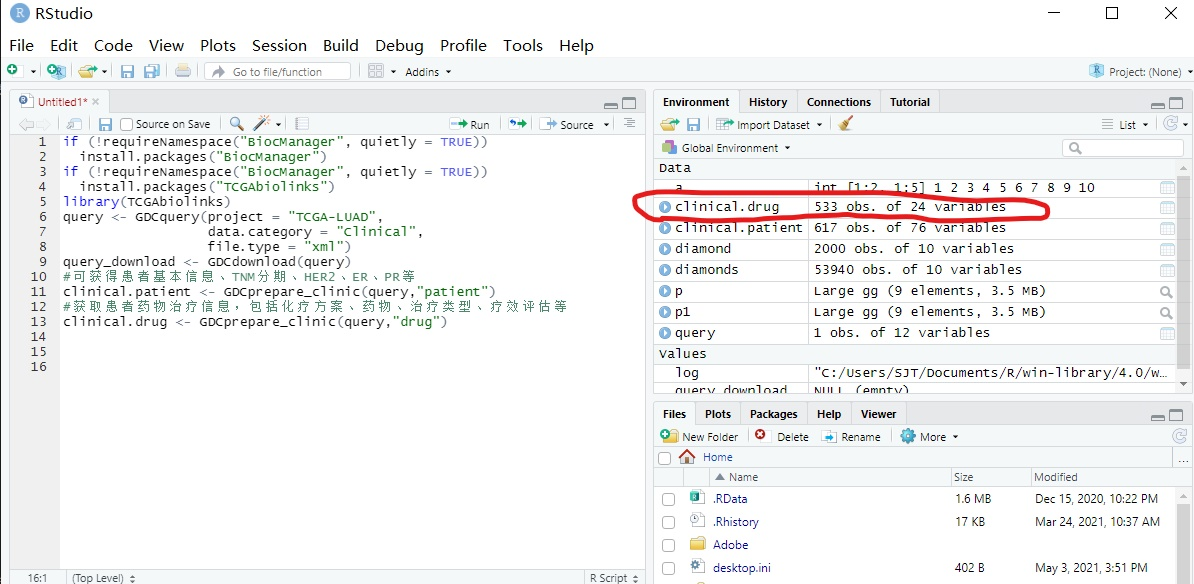 RStudio
File Edit Code View Plots Session Build Debug Profile Tools Help
Go to file/function Addins Project: (None)
Untitled1*
Source on Save Run Source
1 if (!requireNamespace("BiocManager", quietly = TRUE))
2 install.packages("BiocManager")
3 if (!requireNamespace("BiocManager", quietly = TRUE))
4 install.packages("TCGAbiolinks")
5 library(TCGAbiolinks)
6 query <- GDCquery(project = "TCGA-LUAD",
7 data.category = "Clinical",
8 file.type = "xml")
9 query_download <- GDCdownload(query)
10 #可获得患者基本信息、TNM分期、HER2、ER、PR等
11 clinical.patient <- GDCprepare_clinic(query,"patient")
12 #获取患者药物治疗信息，包括化疗方案、药物、治疗类型、疗效评估等
13 clinical.drug <- GDCprepare_clinic(query,"drug")
14
15
16
16:1 (Top Level) R Script
Environment History Connections Tutorial
Import Dataset List
Global Environment
Data
a int [1:2, 1:5] 1 2 3 4 5 6 7 8 9 10
clinical.drug 533 obs. of 24 variables
clinical.patient 617 obs. of 76 variables
diamond 2000 obs. of 10 variables
diamonds 53940 obs. of 10 variables
p Large gg (9 elements, 3.5 MB)
p1 Large gg (9 elements, 3.5 MB)
query 1 obs. of 12 variables
Values
log "C:/Users/SJT/Documents/R/win-library/4.0/w…
query_download NULL (empty)
Files Plots Packages Help Viewer
New Folder Delete Rename More
Home ...
Name Size Modified
.RData 1.6 MB Dec 15, 2020, 10:22 PM
.Rhistory 17 KB Mar 24, 2021, 10:37 AM
Adobe
desktop.ini 402 B May 3, 2021, 3:51 PM